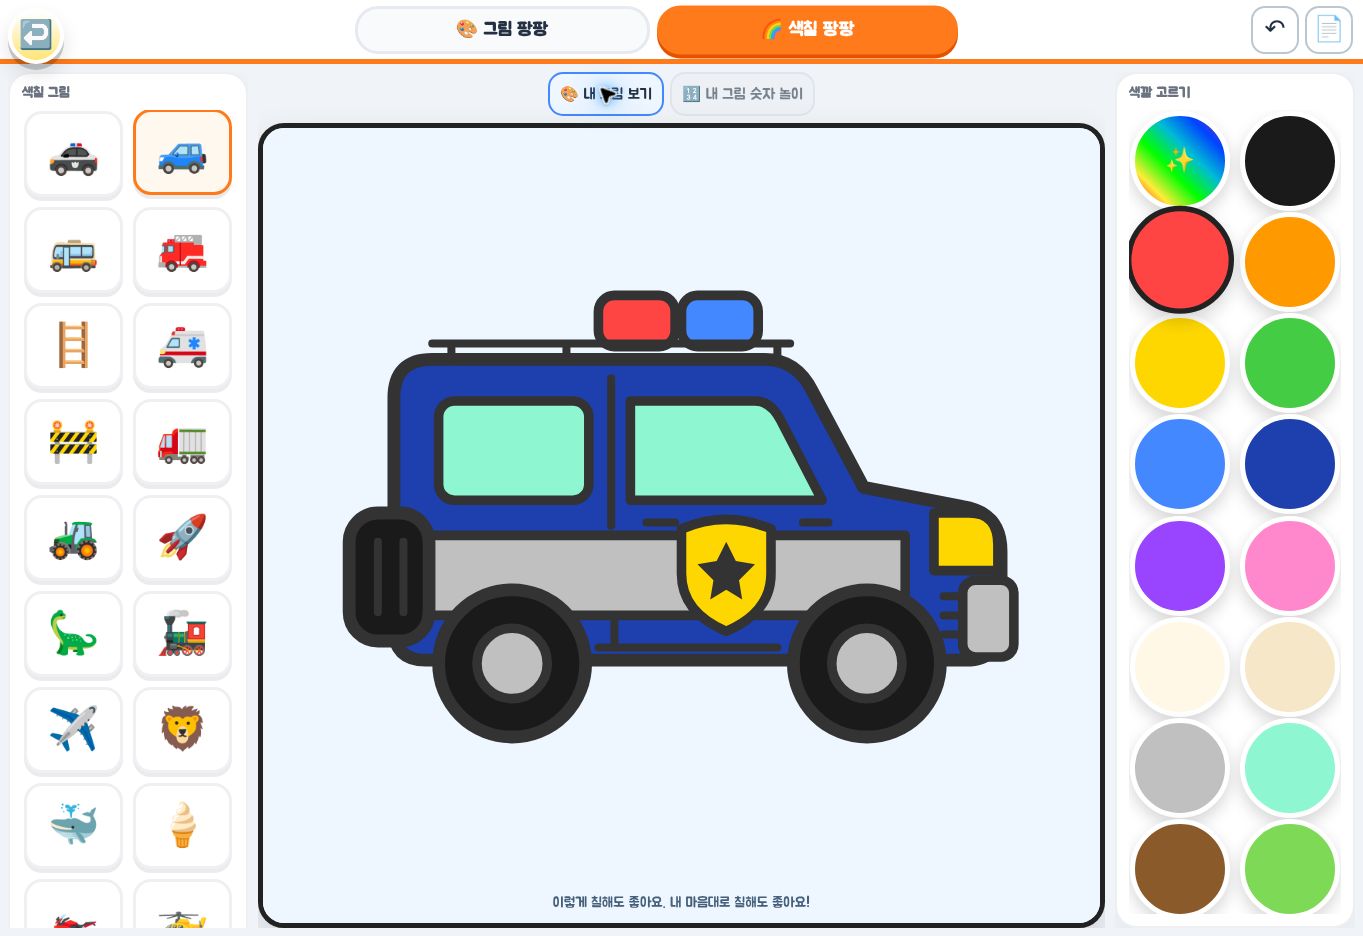 그림 팡팡
색칠 팡팡
색칠 그림
내 그림 보기
내 그림 숫자 놀이
색깔 고르기
이렇게 칠해도 좋아요. 내 마음대로 칠해도 좋아요!